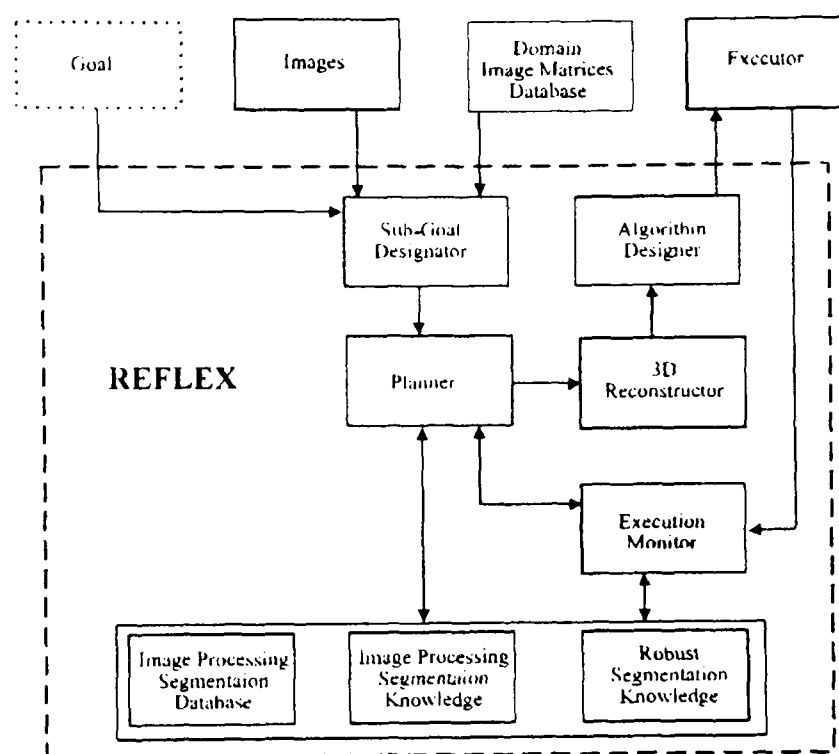 Goal
Images
Domain
Image Matrices
Database
Executor
Sub-Goal
Designator
Algorithm
Designer
REFLEX
Planner
3D
Reconstructor
Execution
Monitor
Image Processing
Segmentaion
Database
Image Processing
Segmentaion
Knowledge
Robust
Segmentation
Knowledge